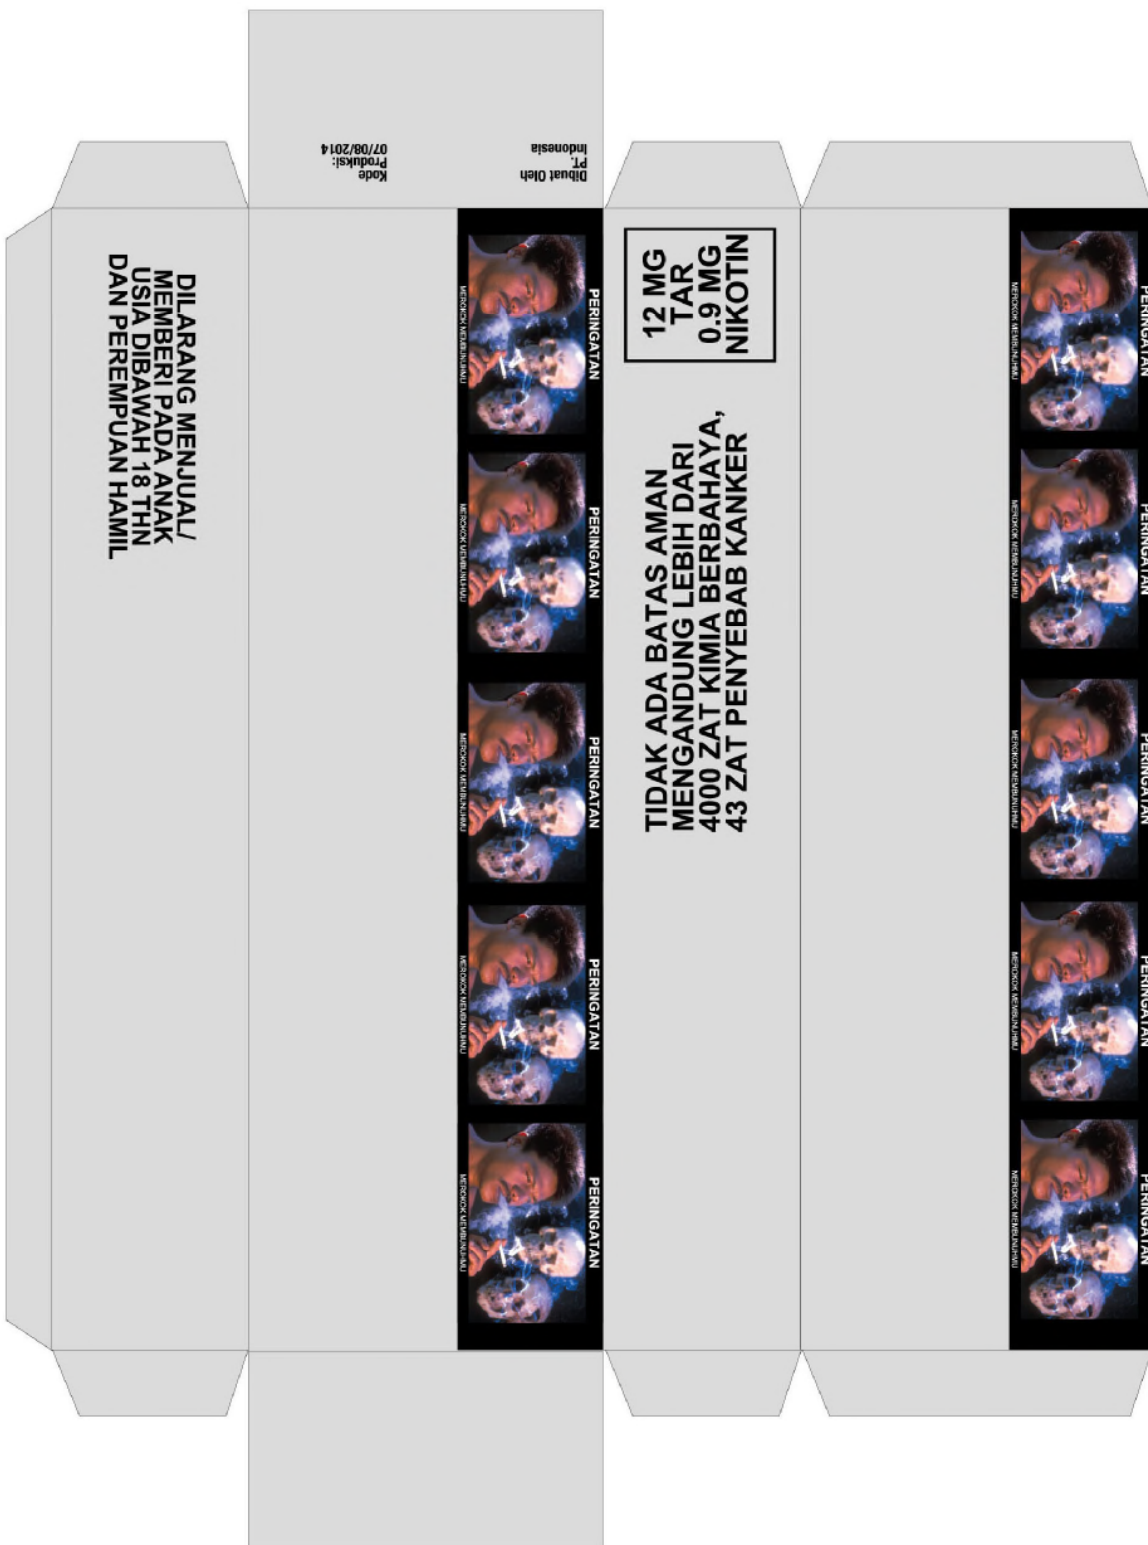 Dibuat Oleh
PT.
Indonesia
Kode
Produksi:
07/08/2014
DILARANG MENJUAL/
MEMBERI PADA ANAK
USIA DIBAWAH 18 THN
DAN PEREMPUAN HAMIL
PERINGATAN
MEROKOK MEMBUNUHMU
PERINGATAN
MEROKOK MEMBUNUHMU
PERINGATAN
MEROKOK MEMBUNUHMU
PERINGATAN
MEROKOK MEMBUNUHMU
PERINGATAN
MEROKOK MEMBUNUHMU
12 MG
TAR
0.9 MG
NIKOTIN
TIDAK ADA BATAS AMAN
MENGANDUNG LEBIH DARI
4000 ZAT KIMIA BERBAHAYA,
43 ZAT PENYEBAB KANKER
PERINGATAN
MEROKOK MEMBUNUHMU
PERINGATAN
MEROKOK MEMBUNUHMU
PERINGATAN
MEROKOK MEMBUNUHMU
PERINGATAN
MEROKOK MEMBUNUHMU
PERINGATAN
MEROKOK MEMBUNUHMU